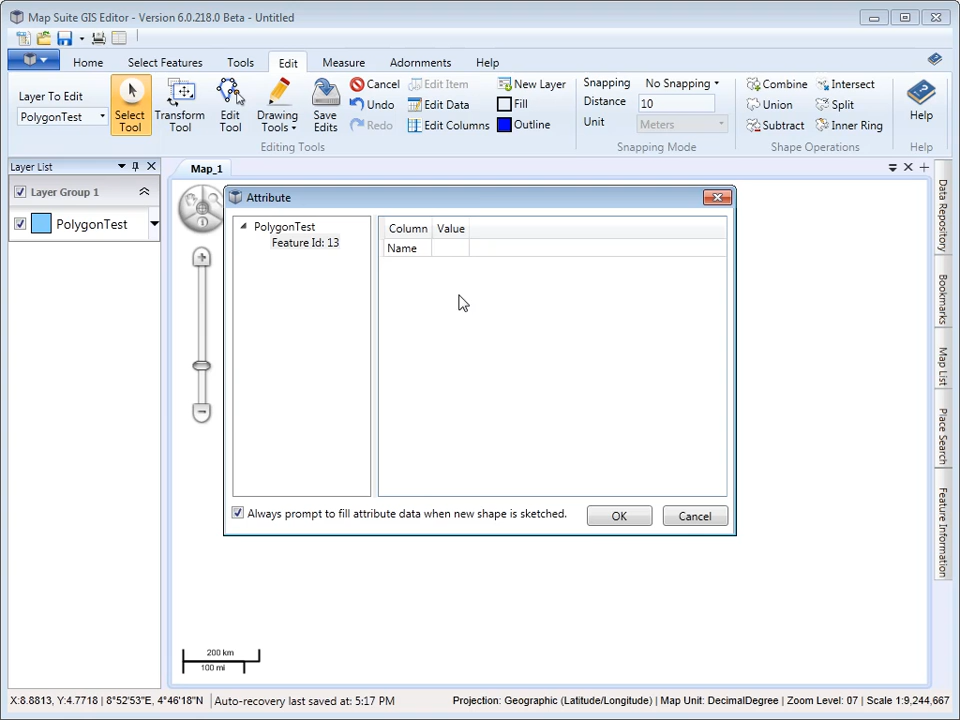 Map Suite GIS Editor - Version 6.0.218.0 Beta - Untitled
Home
Select Features
Tools
Edit
Measure
Adornments
Help
Layer To Edit
PolygonTest
Select Tool
Transform Tool
Edit Tool
Drawing Tools
Save Edits
Cancel
Undo
Redo
Edit Item
Edit Data
Edit Columns
New Layer
Fill
Outline
Editing Tools
Snapping
No Snapping
Distance
10
Unit
Meters
Snapping Mode
Combine
Union
Subtract
Intersect
Split
Inner Ring
Shape Operations
Help
Help
Layer List
Layer Group 1
PolygonTest
Map_1
Attribute
PolygonTest
Feature Id: 13
Column
Value
Name
Always prompt to fill attribute data when new shape is sketched.
OK
Cancel
Data Repository
Bookmarks
Map List
Place Search
Feature Information
200 km
100 mi
X:8.8813, Y:4.7718 | 8°52'53"E, 4°46'18"N
Auto-recovery last saved at: 5:17 PM
Projection: Geographic (Latitude/Longitude) | Map Unit: DecimalDegree | Zoom Level: 07 | Scale 1:9,244,667